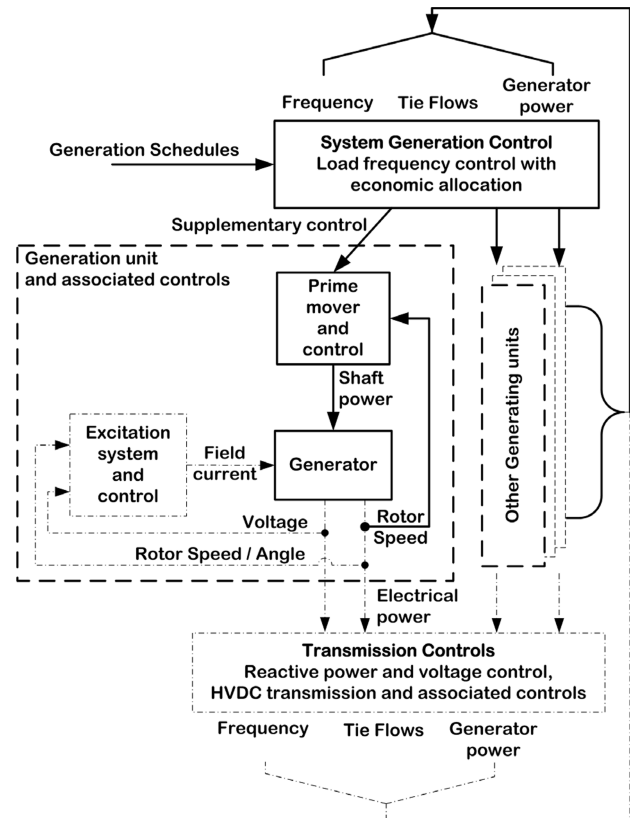 Frequency
Tie Flows
Generator
power
Generation Schedules
System Generation Control
Load frequency control with
economic allocation
Supplementary control
Generation unit
and associated controls
Prime
mover
and
control
Shaft
power
Other Generating units
Excitation
system
and
control
Field
current
Generator
Voltage
Rotor
Speed
Rotor Speed / Angle
Electrical
power
Transmission Controls
Reactive power and voltage control,
HVDC transmission and associated controls
Frequency
Tie Flows
Generator
power